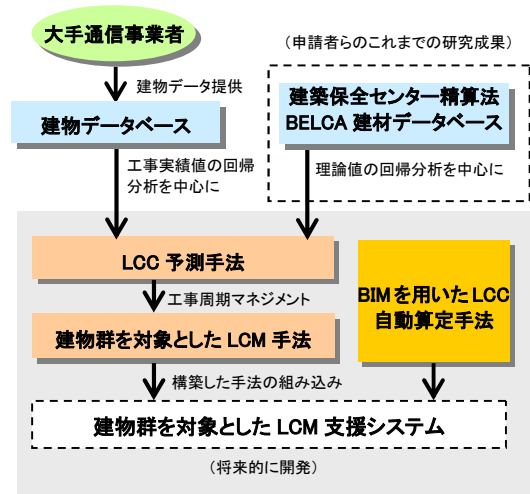 大手通信事業者
(申請者らのこれまでの研究成果)
建物データ提供
建物データベース
建築保全センター精算法
BELCA 建材データベース
工事実績値の回帰
分析を中心に
理論値の回帰分析を中心に
LCC 予測手法
工事周期マネジメント
BIMを用いたLCC
自動算定手法
建物群を対象とした LCM 手法
構築した手法の組み込み
建物群を対象とした LCM 支援システム
(将来的に開発)